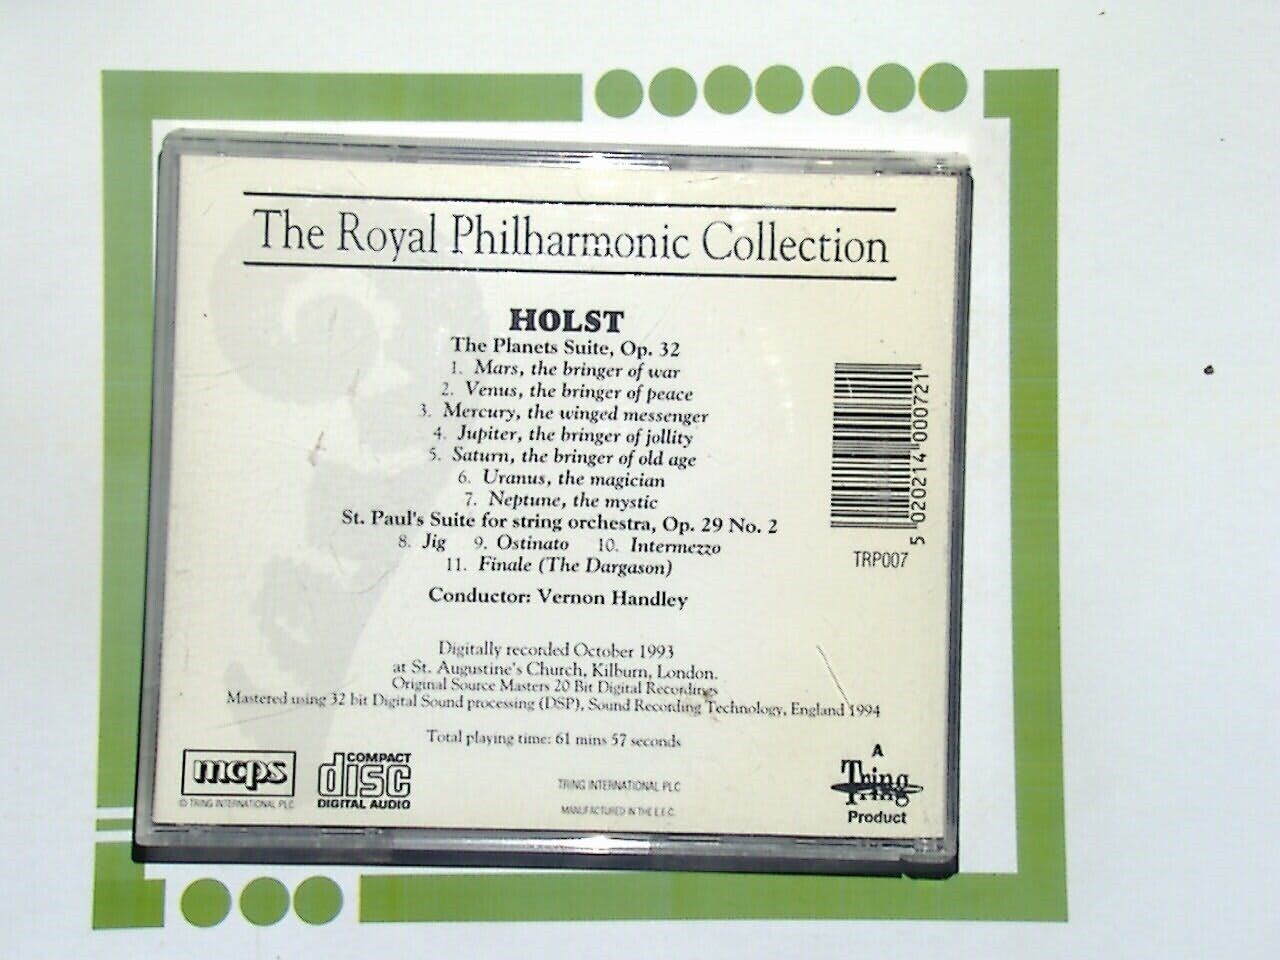 The Royal Philharmonic Collection
HOLST
The Planets Suite, Op. 32
1. Mars, the bringer of war
2. Venus, the bringer of peace
3. Mercury, the winged messenger
4. Jupiter, the bringer of jollity
5. Saturn, the bringer of old age
6. Uranus, the magician
7. Neptune, the mystic
St. Paul's Suite for string orchestra, Op. 29 No. 2
8. Jig 9. Ostinato 10. Intermezzo
11. Finale (The Dargason)
Conductor: Vernon Handley
5 020214 000721
TRP007
Digitally recorded October 1993
at St. Augustine's Church, Kilburn, London.
Original Source Masters 20 Bit Digital Recordings
Mastered using 32 bit Digital Sound processing (DSP), Sound Recording Technology, England 1994
Total playing time: 61 mins 57 seconds
mcps
© TRING INTERNATIONAL PLC
COMPACT
disc
DIGITAL AUDIO
TRING INTERNATIONAL PLC
MANUFACTURED IN THE E.E.C.
A
Tring
Tring
Product